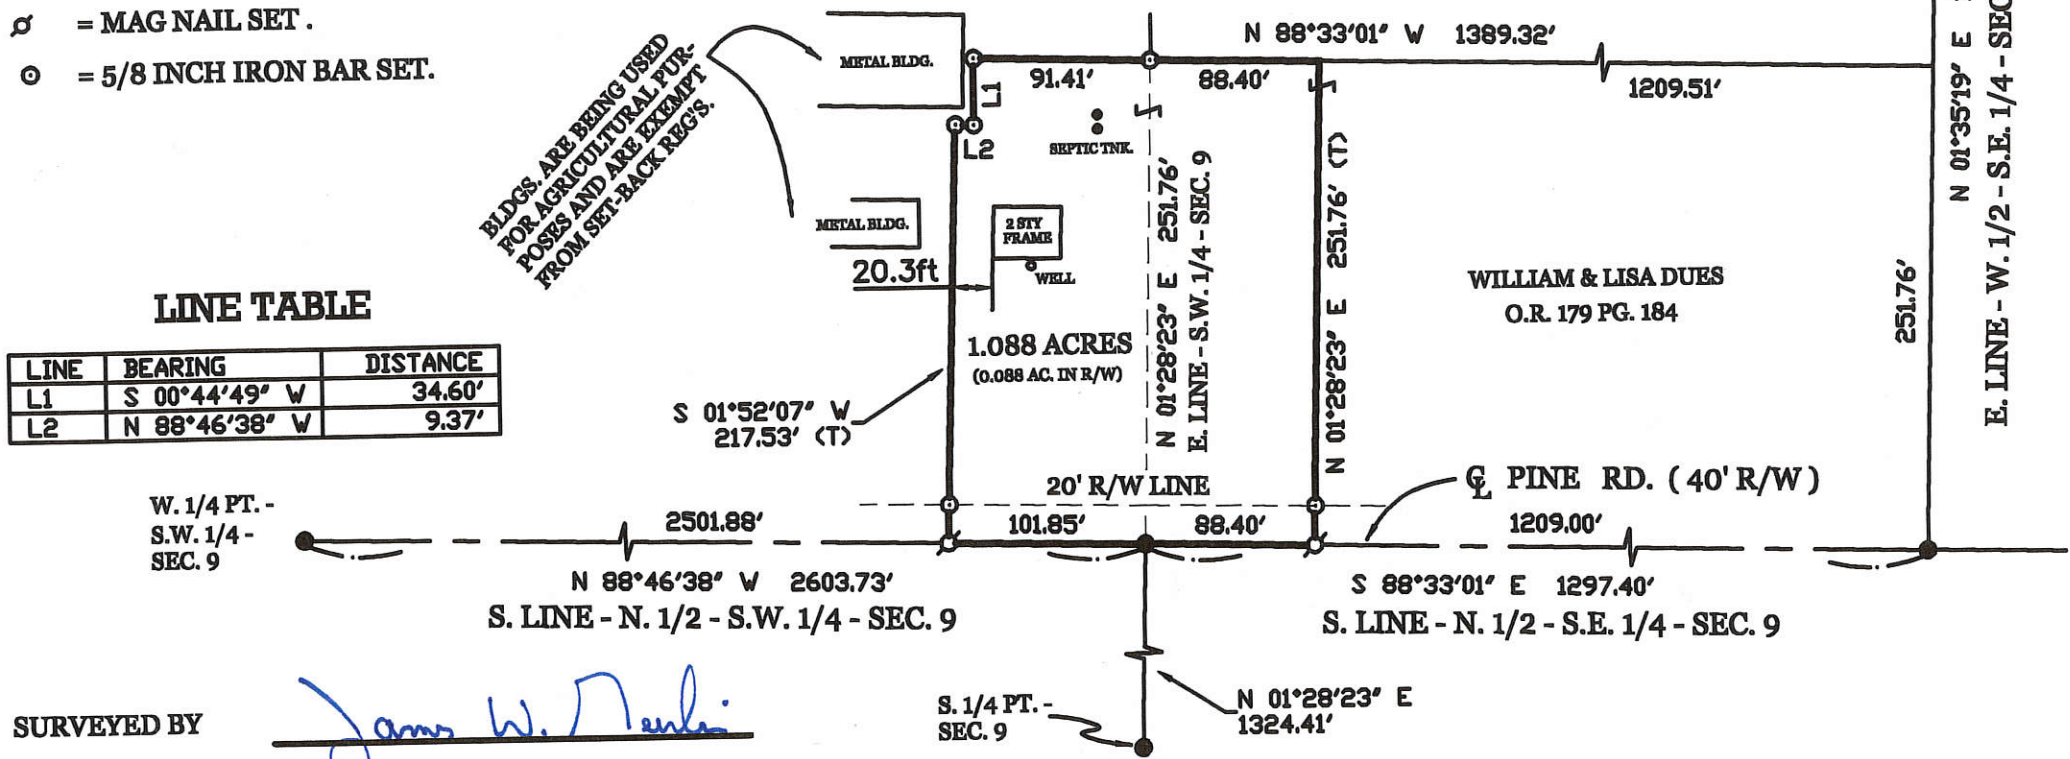 = MAG NAIL SET .
= 5/8 INCH IRON BAR SET.
BLDGS. ARE BEING USED
FOR AGRICULTURAL PUR-
POSES AND ARE EXEMPT
FROM SET-BACK REG'S.
METAL BLDG.
METAL BLDG.
N 88°33'01" W 1389.32'
91.41'
88.40'
1209.51'
L1
L2
SEPTIC TNK.
2 STY
FRAME
WELL
20.3ft
1.088 ACRES
(0.088 AC. IN R/W)
N 01°28'23" E 251.76'
E. LINE - S.W. 1/4 - SEC. 9
N 01°28'23" E 251.76' (T)
WILLIAM & LISA DUES
O.R. 179 PG. 184
251.76'
N 01°35'19" E
E. LINE - W. 1/2 - S.E. 1/4 - SEC
LINE TABLE
LINE BEARING DISTANCE
L1 S 00°44'49" W 34.60'
L2 N 88°46'38" W 9.37'
S 01°52'07" W
217.53' (T)
20' R/W LINE
℄ PINE RD. ( 40' R/W )
W. 1/4 PT. -
S.W. 1/4 -
SEC. 9
2501.88'
101.85'
88.40'
1209.00'
N 88°46'38" W 2603.73'
S. LINE - N. 1/2 - S.W. 1/4 - SEC. 9
S 88°33'01" E 1297.40'
S. LINE - N. 1/2 - S.E. 1/4 - SEC. 9
S. 1/4 PT. -
SEC. 9
N 01°28'23" E
1324.41'
SURVEYED BY
James W.